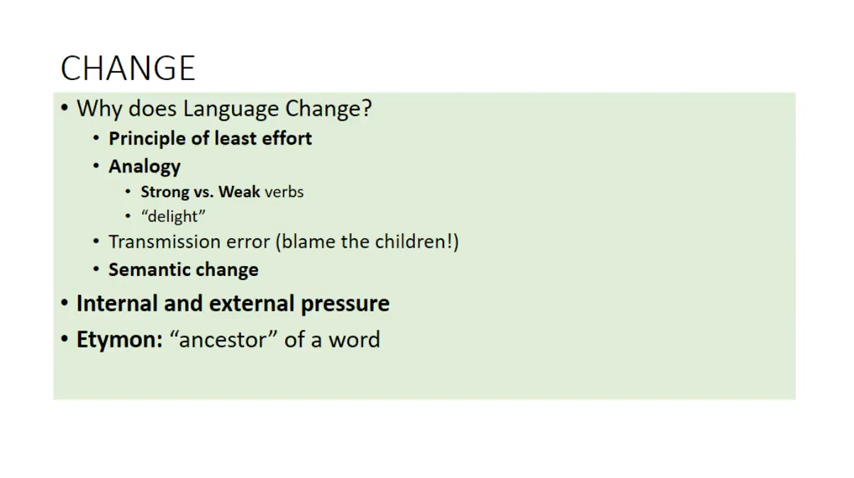 CHANGE
• Why does Language Change?
• Principle of least effort
• Analogy
• Strong vs. Weak verbs
• “delight”
• Transmission error (blame the children!)
• Semantic change
• Internal and external pressure
• Etymon: “ancestor” of a word